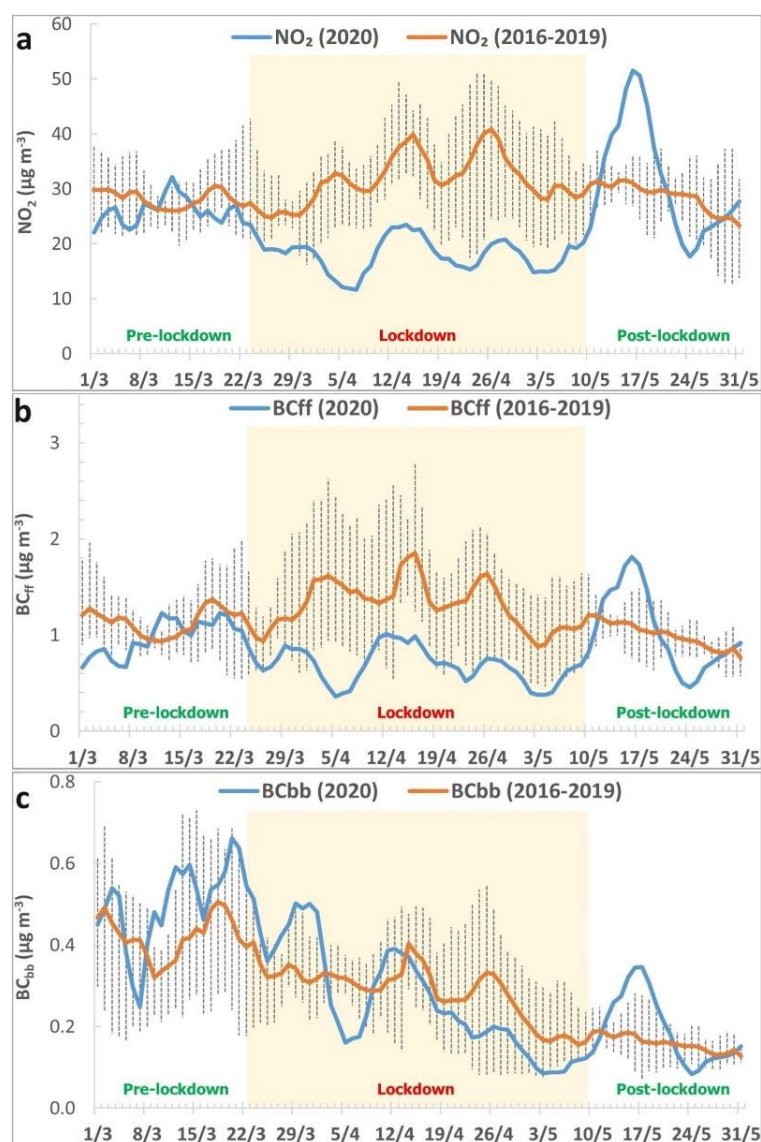 a
NO₂ (2020) NO₂ (2016-2019)
60
50
40
30
20
10
0
NO₂ (µg m⁻³)
Pre-lockdown Lockdown Post-lockdown
1/3 8/3 15/3 22/3 29/3 5/4 12/4 19/4 26/4 3/5 10/5 17/5 24/5 31/5
b
BCff (2020) BCff (2016-2019)
3
2
1
0
BCff (µg m⁻³)
Pre-lockdown Lockdown Post-lockdown
1/3 8/3 15/3 22/3 29/3 5/4 12/4 19/4 26/4 3/5 10/5 17/5 24/5 31/5
c
BCbb (2020) BCbb (2016-2019)
0.8
0.6
0.4
0.2
0.0
BCbb (µg m⁻³)
Pre-lockdown Lockdown Post-lockdown
1/3 8/3 15/3 22/3 29/3 5/4 12/4 19/4 26/4 3/5 10/5 17/5 24/5 31/5